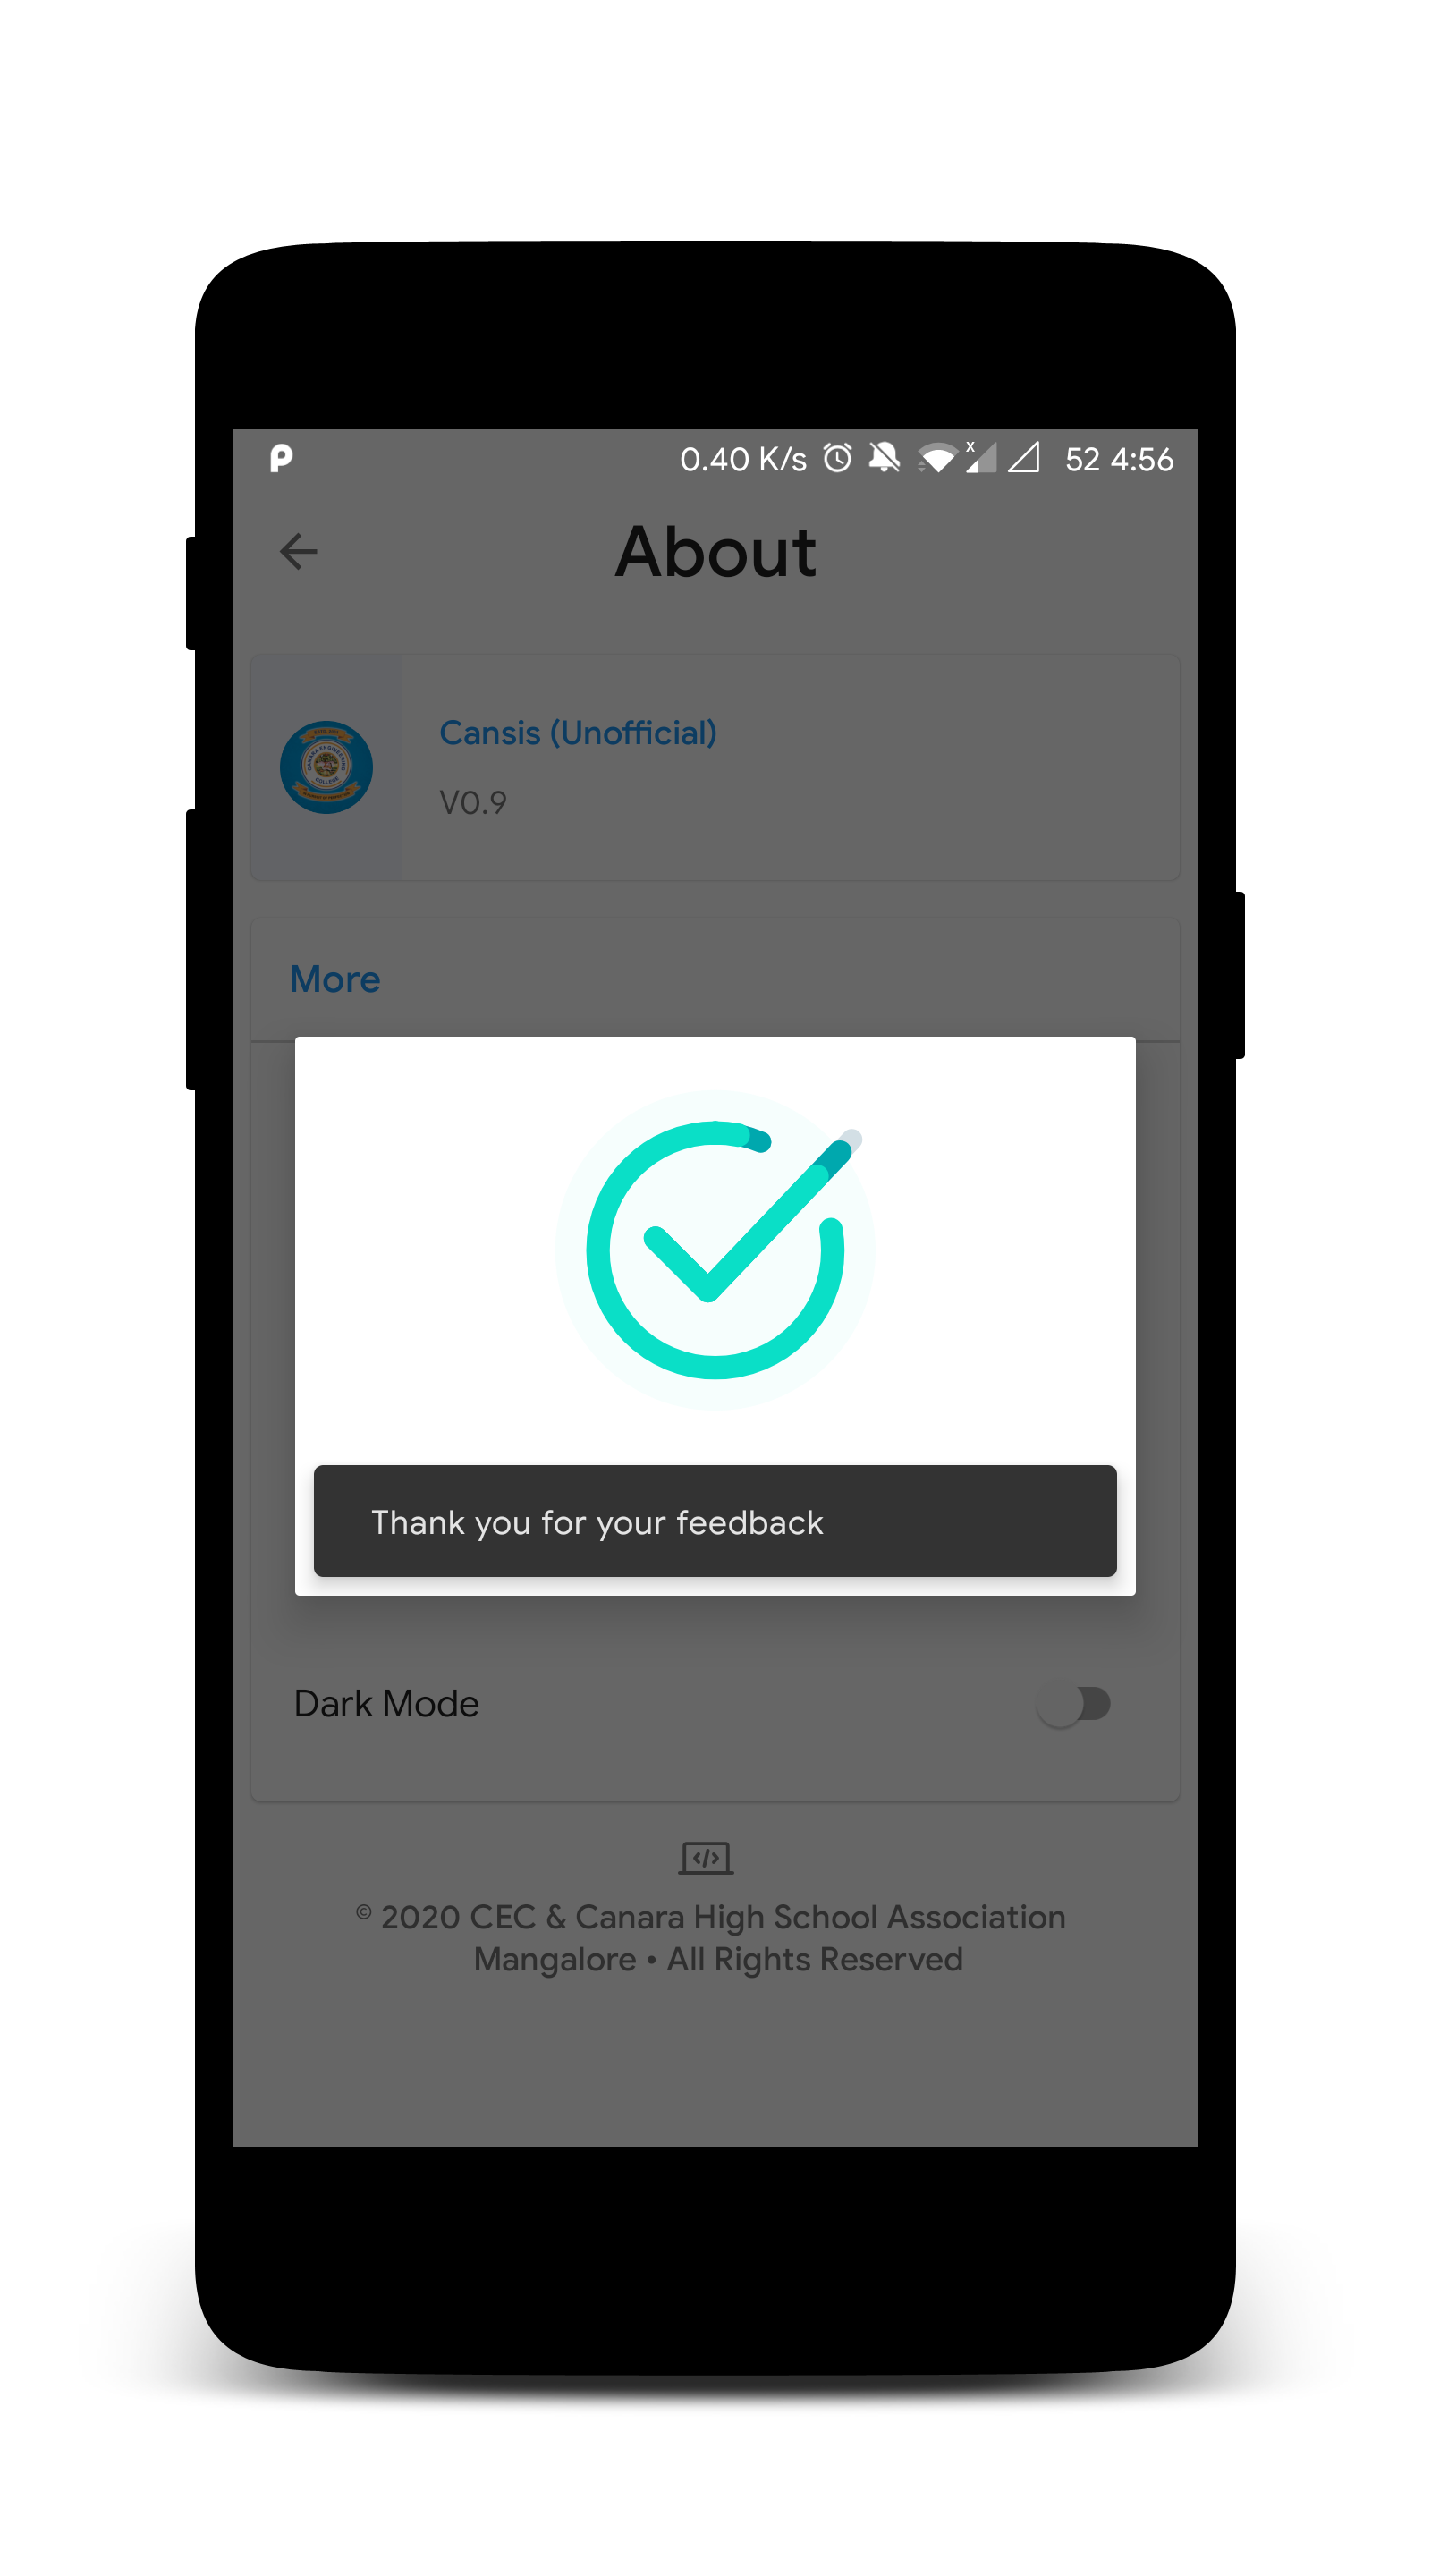 0.40 K/s 52 4:56
About
Cansis (Unofficial)
V0.9
More
Thank you for your feedback
Dark Mode
© 2020 CEC & Canara High School Association
Mangalore • All Rights Reserved